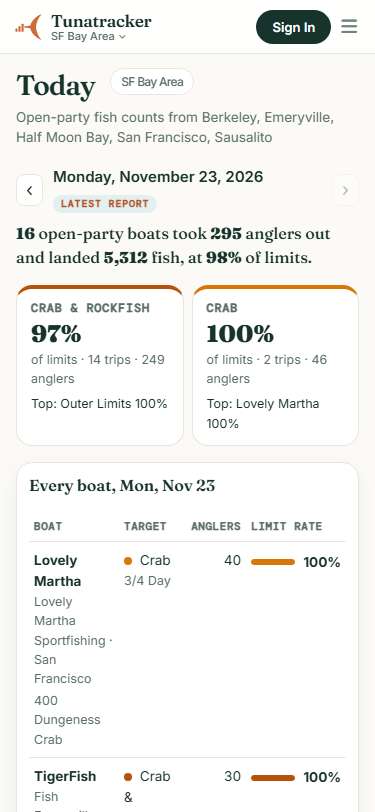 Tunatracker
SF Bay Area
Sign In
Today
SF Bay Area
Open-party fish counts from Berkeley, Emeryville,
Half Moon Bay, San Francisco, Sausalito
Monday, November 23, 2026
LATEST REPORT
16 open-party boats took 295 anglers out
and landed 5,312 fish, at 98% of limits.
CRAB & ROCKFISH
97%
of limits · 14 trips · 249
anglers
Top: Outer Limits 100%
CRAB
100%
of limits · 2 trips · 46
anglers
Top: Lovely Martha
100%
Every boat, Mon, Nov 23
BOAT TARGET ANGLERS LIMIT RATE
Lovely Martha
Crab 40 100%
3/4 Day
Lovely
Martha
Sportfishing ·
San
Francisco
400
Dungeness
Crab
TigerFish Crab 30 100%
Fish &